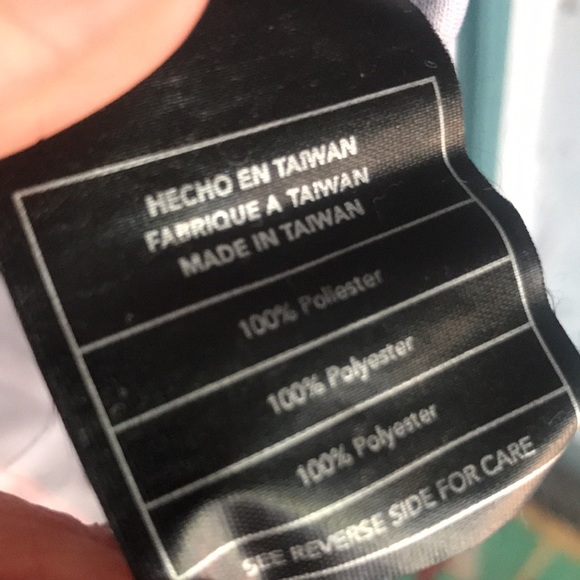 HECHO EN TAIWAN
FABRIQUE A TAIWAN
MADE IN TAIWAN
100% Poliester
100% Polyester
100% Polyester
SEE REVERSE SIDE FOR CARE